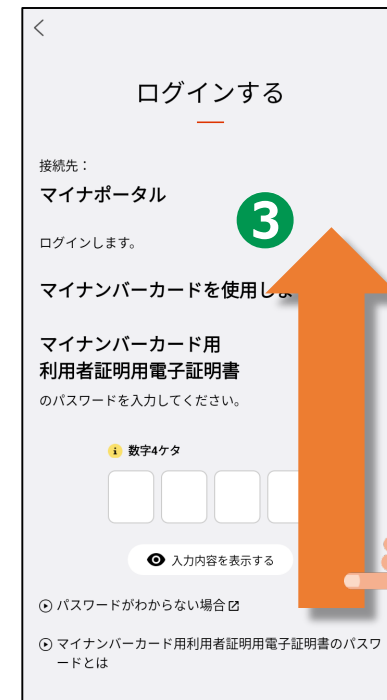 ログインする
接続先：
マイナポータル
3
ログインします。
マイナンバーカードを使用しま
マイナンバーカード用
利用者証明用電子証明書
のパスワードを入力してください。
i 数字4ケタ
入力内容を表示する
パスワードがわからない場合
マイナンバーカード用利用者証明用電子証明書のパスワ
ードとは